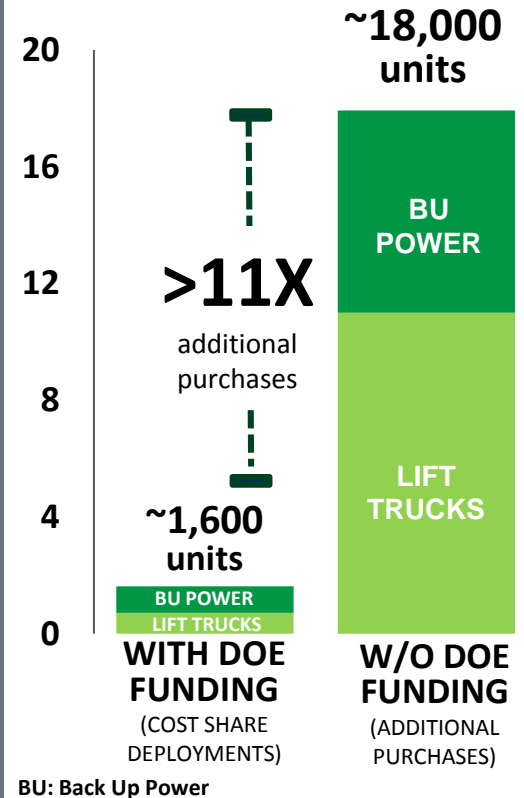 ~18,000
units
20
16
12
8
4
0
BU
POWER
>11X
additional
purchases
LIFT
TRUCKS
~1,600
units
BU POWER
LIFT TRUCKS
WITH DOE
FUNDING
(COST SHARE
DEPLOYMENTS)
W/O DOE
FUNDING
(ADDITIONAL
PURCHASES)
BU: Back Up Power